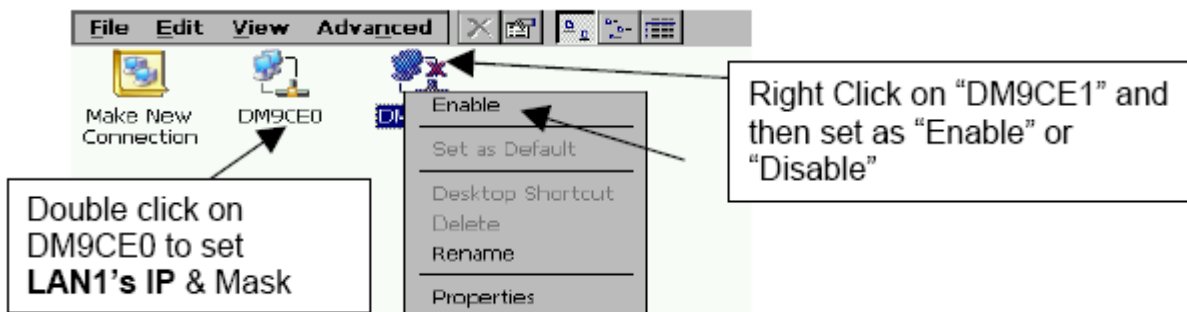 File Edit View Advanced
Make New
Connection
DM9CE0
Enable
Set as Default
Desktop Shortcut
Delete
Rename
Properties
Right Click on “DM9CE1” and
then set as “Enable” or
“Disable”
Double click on
DM9CE0 to set
LAN1’s IP & Mask